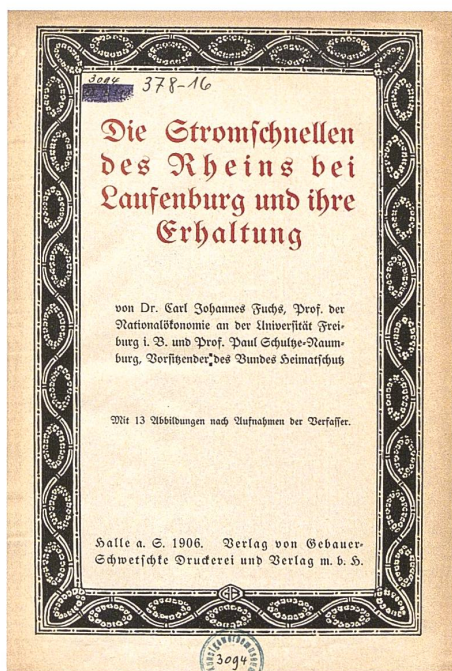 3094
378-16
Die Stromschnellen
des Rheins bei
Laufenburg und ihre
Erhaltung
von Dr. Carl Johannes Fuchs, Prof. der
Nationalökonomie an der Universität Frei-
burg i. B. und Prof. Paul Schultze-Naum-
burg, Vorsitzender des Bundes Heimatschutz
Mit 13 Abbildungen nach Aufnahmen der Verfasser.
Halle a. S. 1906. Verlag von Gebauer-
Schwetschke Druckerei und Verlag m. b. H.
3094